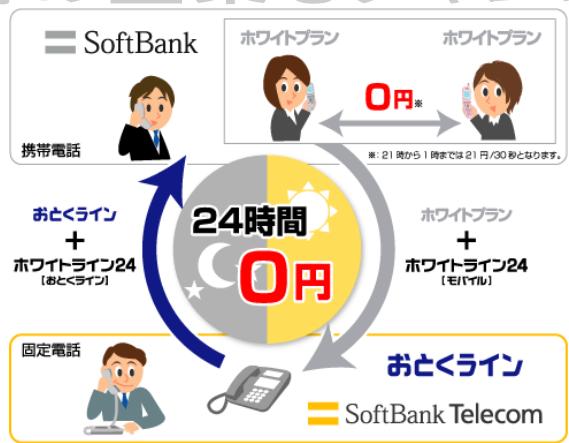 SoftBank
ホワイトプラン
ホワイトプラン
0円※
携帯電話
※：21時から1時までは21円/30秒となります。
おとくライン
+
ホワイトライン24
[おとくライン]
24時間
0円
ホワイトプラン
+
ホワイトライン24
[モバイル]
固定電話
おとくライン
SoftBank Telecom